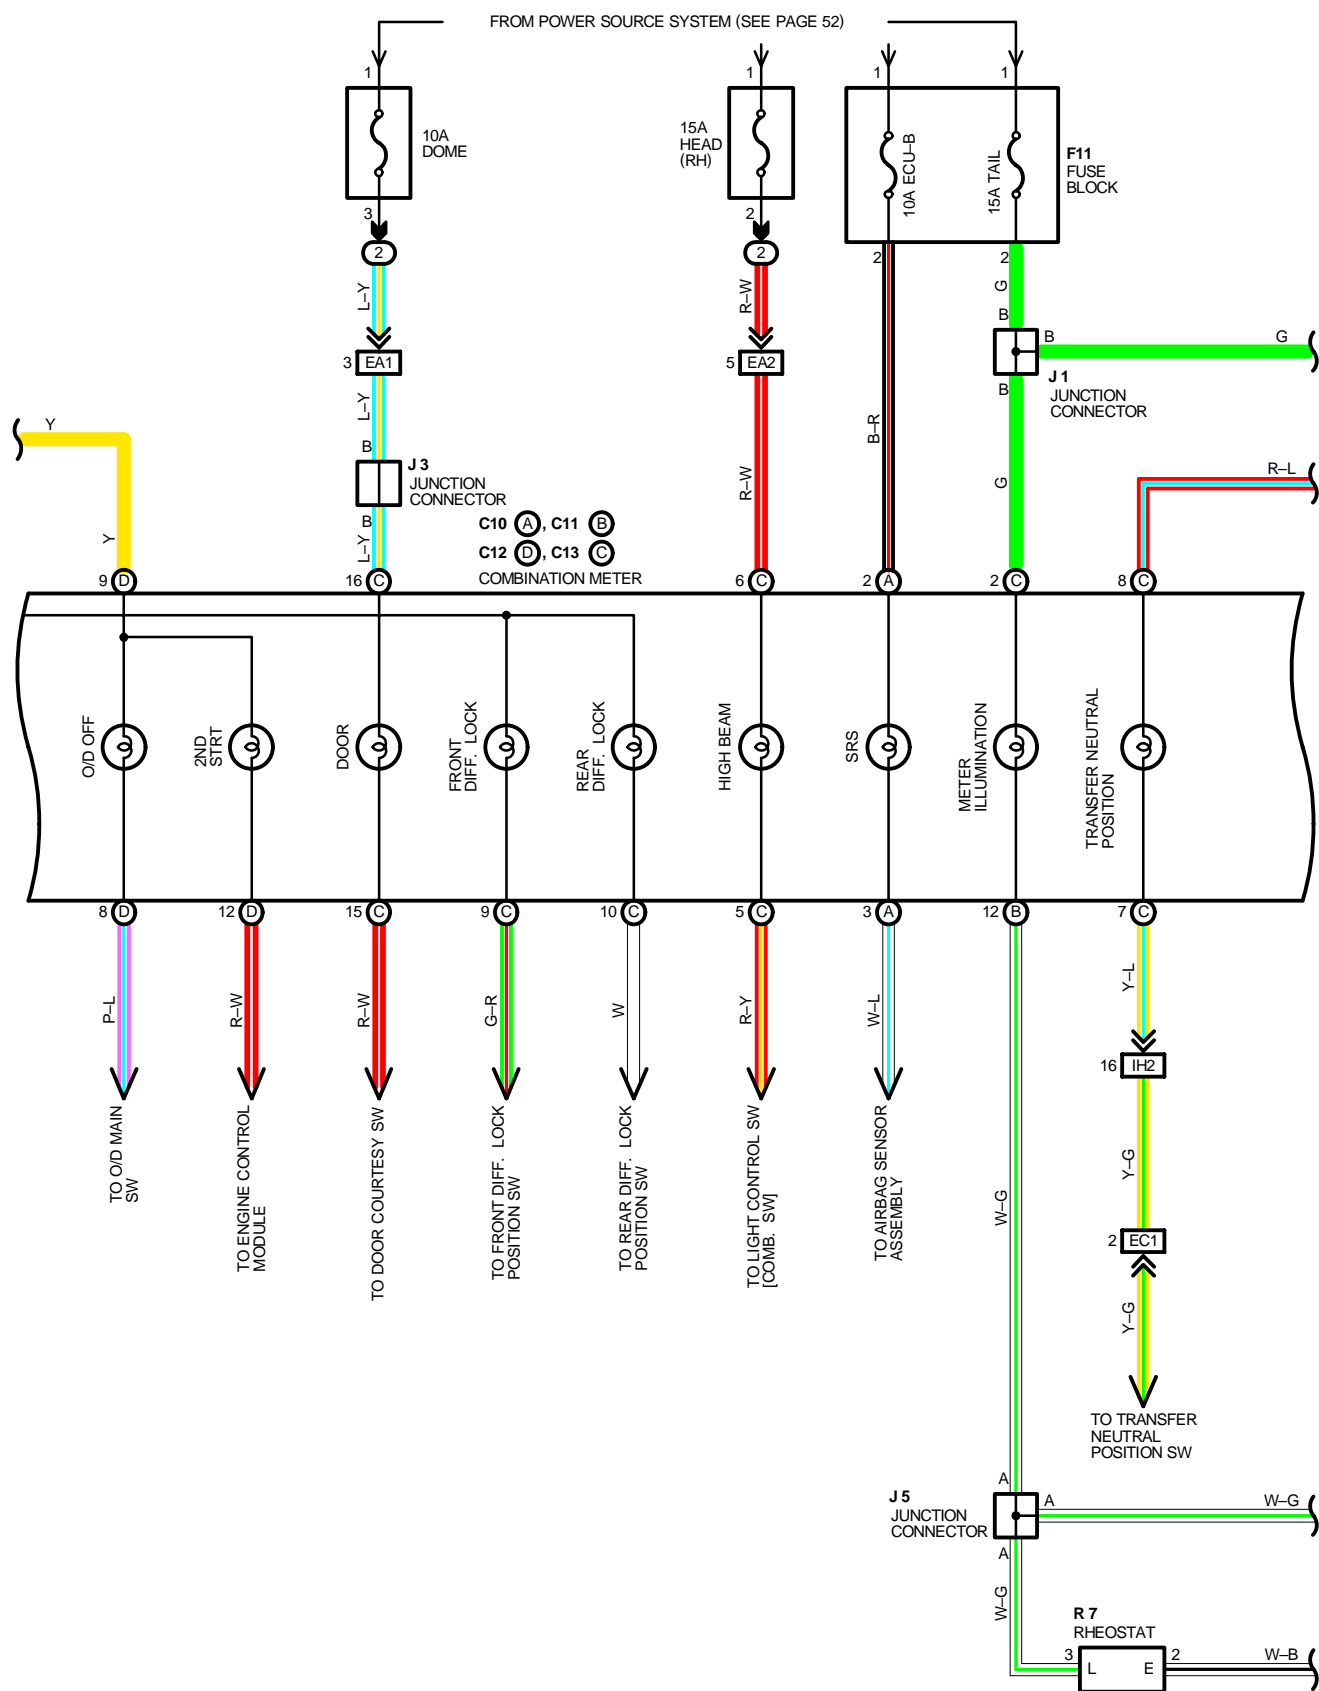 FROM POWER SOURCE SYSTEM (SEE PAGE 52)
1
1
1
1
10A
DOME
15A
HEAD
(RH)
10A ECU–B
15A TAIL
F11
FUSE
BLOCK
3
2
2
2
2
2
L–Y
R–W
G
B
B
G
3 EA1
5 EA2
J 1
JUNCTION
CONNECTOR
B
L–Y
B–R
Y
B
J 3
JUNCTION
CONNECTOR
R–W
G
R–L
B
L–Y
C10 A , C11 B
C12 D , C13 C
COMBINATION METER
Y
9 D
16 C
6 C
2 A
2 C
8 C
O/D OFF
2ND
STRT
DOOR
FRONT
DIFF. LOCK
REAR
DIFF. LOCK
HIGH BEAM
SRS
METER
ILLUMINATION
TRANSFER NEUTRAL
POSITION
8 D
12 D
15 C
9 C
10 C
5 C
3 A
12 B
7 C
P–L
R–W
R–W
G–R
W
R–Y
W–L
Y–L
16 IH2
TO O/D MAIN
SW
TO ENGINE CONTROL
MODULE
TO DOOR COURTESY SW
TO FRONT DIFF. LOCK
POSITION SW
TO REAR DIFF. LOCK
POSITION SW
TO LIGHT CONTROL SW
[COMB. SW]
TO AIRBAG SENSOR
ASSEMBLY
W–G
Y–G
2 EC1
Y–G
TO TRANSFER
NEUTRAL
POSITION SW
A
J 5
JUNCTION
CONNECTOR
A
W–G
A
W–G
R 7
RHEOSTAT
3
L
E
2
W–B